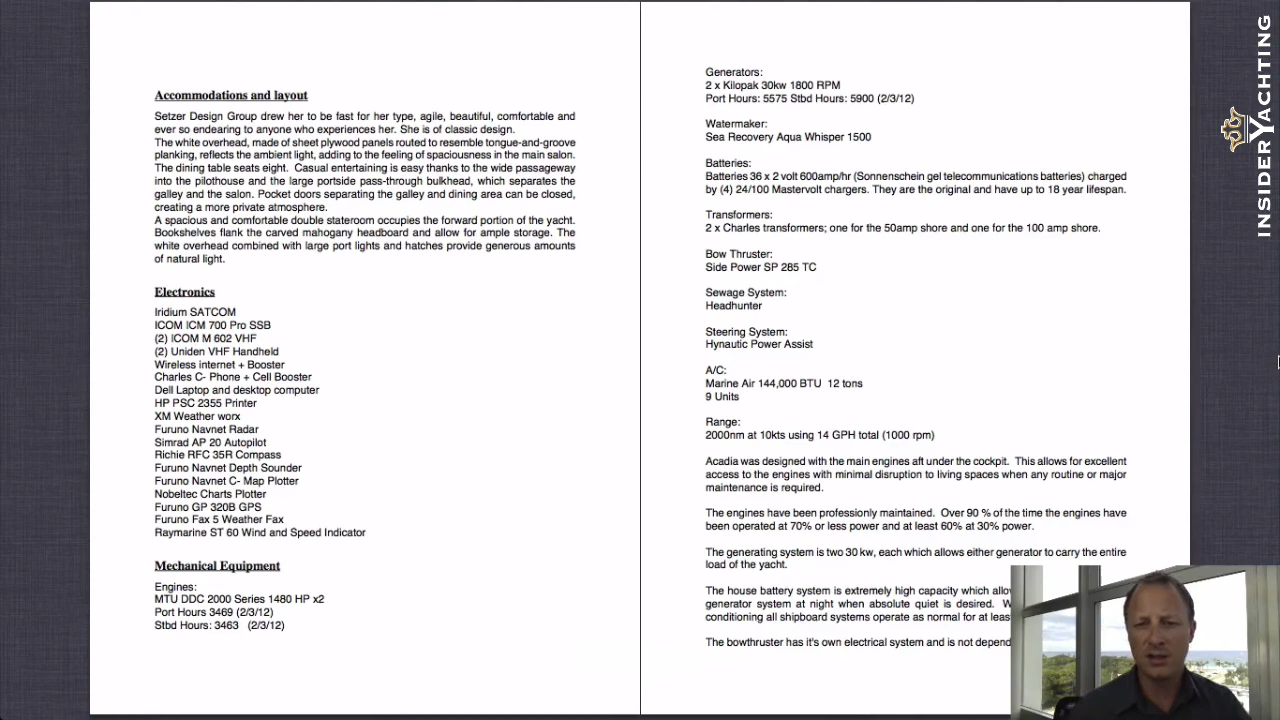 Accommodations and layout
Setzer Design Group drew her to be fast for her type, agile, beautiful, comfortable and
ever so endearing to anyone who experiences her. She is of classic design.
The white overhead, made of sheet plywood panels routed to resemble tongue-and-groove
planking, reflects the ambient light, adding to the feeling of spaciousness in the main salon.
The dining table seats eight. Casual entertaining is easy thanks to the wide passageway
into the pilothouse and the large portside pass-through bulkhead, which separates the
galley and the salon. Pocket doors separating the galley and dining area can be closed,
creating a more private atmosphere.
A spacious and comfortable double stateroom occupies the forward portion of the yacht.
Bookshelves flank the carved mahogany headboard and allow for ample storage. The
white overhead combined with large port lights and hatches provide generous amounts
of natural light.
Electronics
Iridium SATCOM
ICOM ICM 700 Pro SSB
(2) ICOM M 602 VHF
(2) Uniden VHF Handheld
Wireless internet + Booster
Charles C- Phone + Cell Booster
Dell Laptop and desktop computer
HP PSC 2355 Printer
XM Weather worx
Furuno Navnet Radar
Simrad AP 20 Autopilot
Richie RFC 35R Compass
Furuno Navnet Depth Sounder
Furuno Navnet C- Map Plotter
Nobeltec Charts Plotter
Furuno GP 320B GPS
Furuno Fax 5 Weather Fax
Raymarine ST 60 Wind and Speed Indicator
Mechanical Equipment
Engines:
MTU DDC 2000 Series 1480 HP x2
Port Hours 3469 (2/3/12)
Stbd Hours: 3463 (2/3/12)
Generators:
2 x Kilopak 30kw 1800 RPM
Port Hours: 5575 Stbd Hours: 5900 (2/3/12)
Watermaker:
Sea Recovery Aqua Whisper 1500
Batteries:
Batteries 36 x 2 volt 600amp/hr (Sonnenschein gel telecommunications batteries) charged
by (4) 24/100 Mastervolt chargers. They are the original and have up to 18 year lifespan.
Transformers:
2 x Charles transformers; one for the 50amp shore and one for the 100 amp shore.
Bow Thruster:
Side Power SP 285 TC
Sewage System:
Headhunter
Steering System:
Hynautic Power Assist
A/C:
Marine Air 144,000 BTU 12 tons
9 Units
Range:
2000nm at 10kts using 14 GPH total (1000 rpm)
Acadia was designed with the main engines aft under the cockpit. This allows for excellent
access to the engines with minimal disruption to living spaces when any routine or major
maintenance is required.
The engines have been professionly maintained. Over 90 % of the time the engines have
been operated at 70% or less power and at least 60% at 30% power.
The generating system is two 30 kw, each which allows either generator to carry the entire
load of the yacht.
The house battery system is extremely high capacity which
generator system at night when absolute quiet is desired.
conditioning all shipboard systems operate as normal for at
The bowthruster has it's own electrical system and is not
INSIDER YACHTING